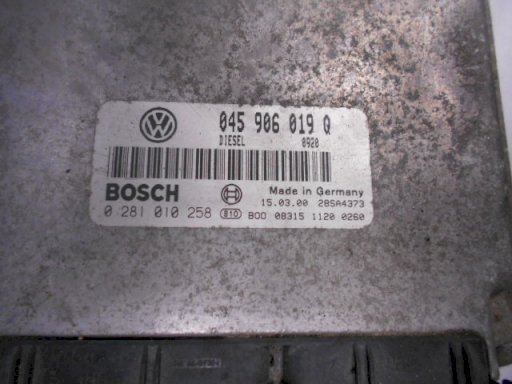 045 906 019 Q
DIESEL 0920
BOSCH
Made in Germany
15.03.00 28SA4373
0 281 010 258 810 B00 08315 1120 0260